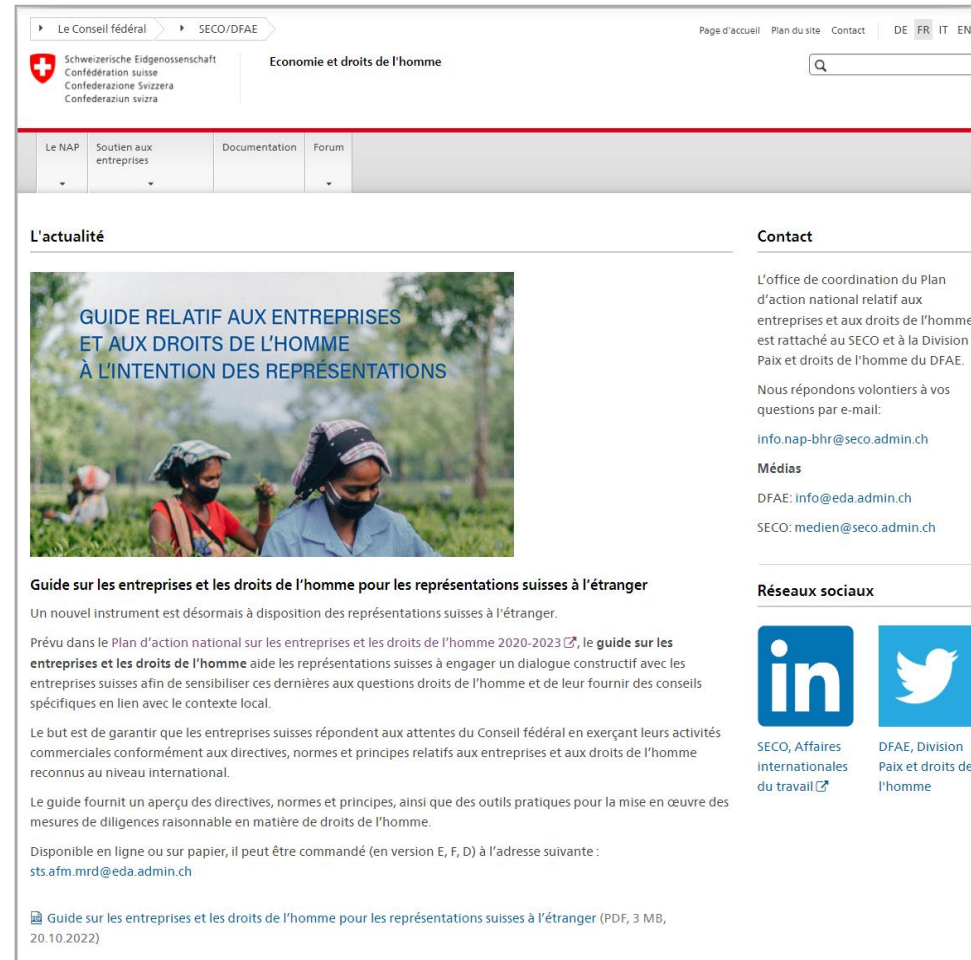 Le Conseil fédéral
SECO/DFAE
Page d'accueil Plan du site Contact
DE FR IT EN
Schweizerische Eidgenossenschaft
Confédération suisse
Confederazione Svizzera
Confederaziun svizra
Economie et droits de l'homme
Le NAP
Soutien aux
entreprises
Documentation
Forum
L'actualité
GUIDE RELATIF AUX ENTREPRISES
ET AUX DROITS DE L'HOMME
À L'INTENTION DES REPRÉSENTATIONS
Guide sur les entreprises et les droits de l'homme pour les représentations suisses à l'étranger
Un nouvel instrument est désormais à disposition des représentations suisses à l'étranger.
Prévu dans le Plan d'action national sur les entreprises et les droits de l'homme 2020-2023, le guide sur les
entreprises et les droits de l'homme aide les représentations suisses à engager un dialogue constructif avec les
entreprises suisses afin de sensibiliser ces dernières aux questions droits de l'homme et de leur fournir des conseils
spécifiques en lien avec le contexte local.
Le but est de garantir que les entreprises suisses répondent aux attentes du Conseil fédéral en exerçant leurs activités
commerciales conformément aux directives, normes et principes relatifs aux entreprises et aux droits de l'homme
reconnus au niveau international.
Le guide fournit un aperçu des directives, normes et principes, ainsi que des outils pratiques pour la mise en œuvre des
mesures de diligences raisonnable en matière de droits de l'homme.
Disponible en ligne ou sur papier, il peut être commandé (en version E, F, D) à l'adresse suivante :
sts.afm.mrd@eda.admin.ch
Guide sur les entreprises et les droits de l'homme pour les représentations suisses à l'étranger (PDF, 3 MB,
20.10.2022)
Contact
L'office de coordination du Plan
d'action national relatif aux
entreprises et aux droits de l'homme
est rattaché au SECO et à la Division
Paix et droits de l'homme du DFAE.
Nous répondons volontiers à vos
questions par e-mail:
info.nap-bhr@seco.admin.ch
Médias
DFAE: info@eda.admin.ch
SECO: medien@seco.admin.ch
Réseaux sociaux
in
SECO, Affaires
internationales
du travail
DFAE, Division
Paix et droits de
l'homme